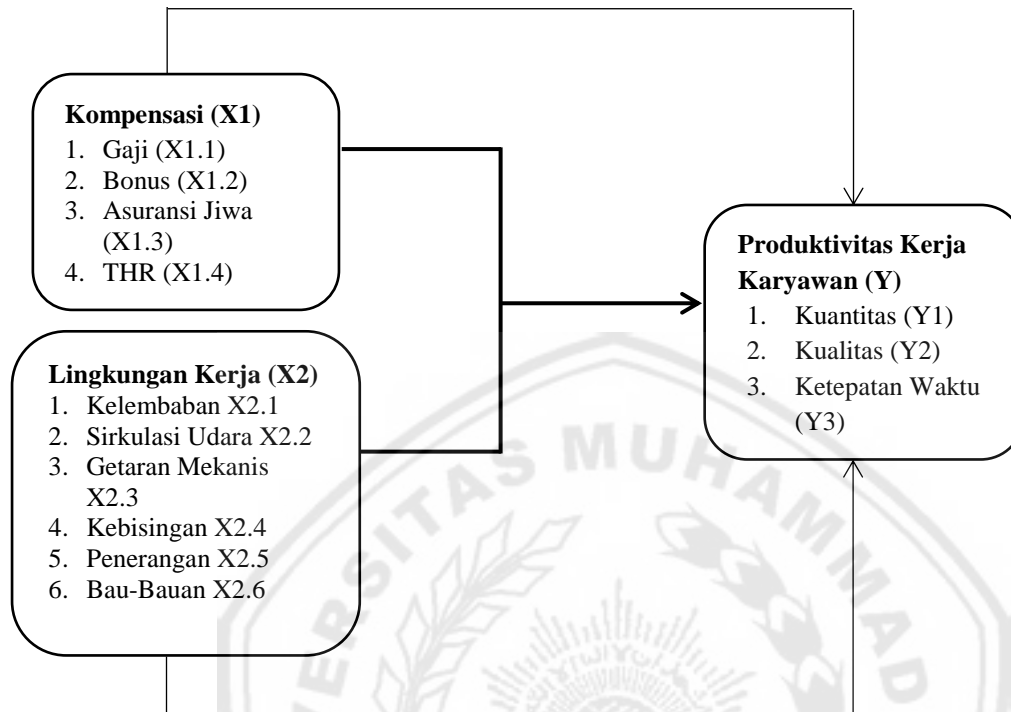 Kompensasi (X1)
1. Gaji (X1.1)
2. Bonus (X1.2)
3. Asuransi Jiwa
(X1.3)
4. THR (X1.4)
Lingkungan Kerja (X2)
1. Kelembaban X2.1
2. Sirkulasi Udara X2.2
3. Getaran Mekanis
X2.3
4. Kebisingan X2.4
5. Penerangan X2.5
6. Bau-Bauan X2.6
Produktivitas Kerja
Karyawan (Y)
1. Kuantitas (Y1)
2. Kualitas (Y2)
3. Ketepatan Waktu
(Y3)
VERSITAS MUHAMMAD